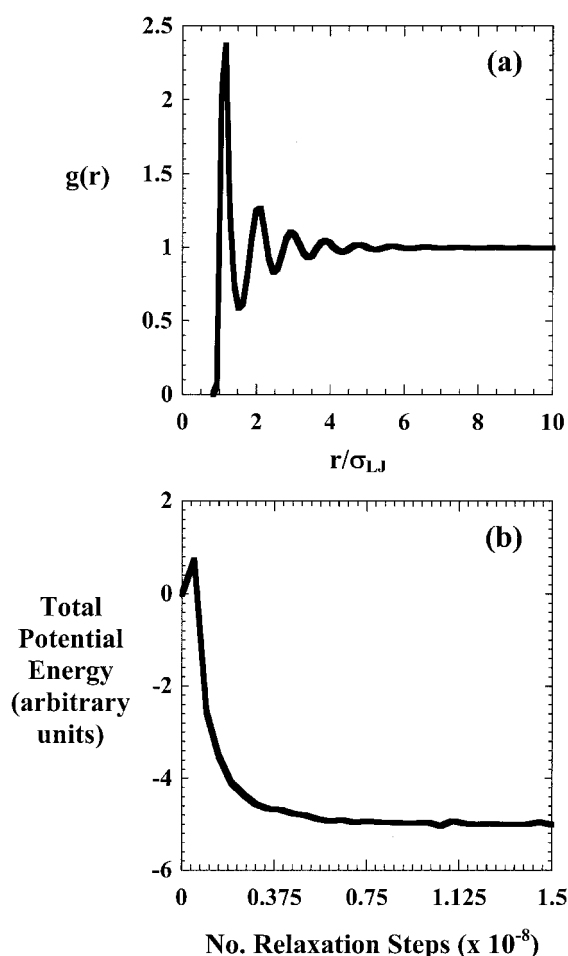 2.5
(a)
2
1.5
g(r)
1
0.5
0
0 2 4 6 8 10
r/σLJ
2
(b)
0
Total
Potential
Energy
(arbitrary
units)
-2
-4
-6
0 0.375 0.75 1.125 1.5
No. Relaxation Steps (x 10⁻⁸)